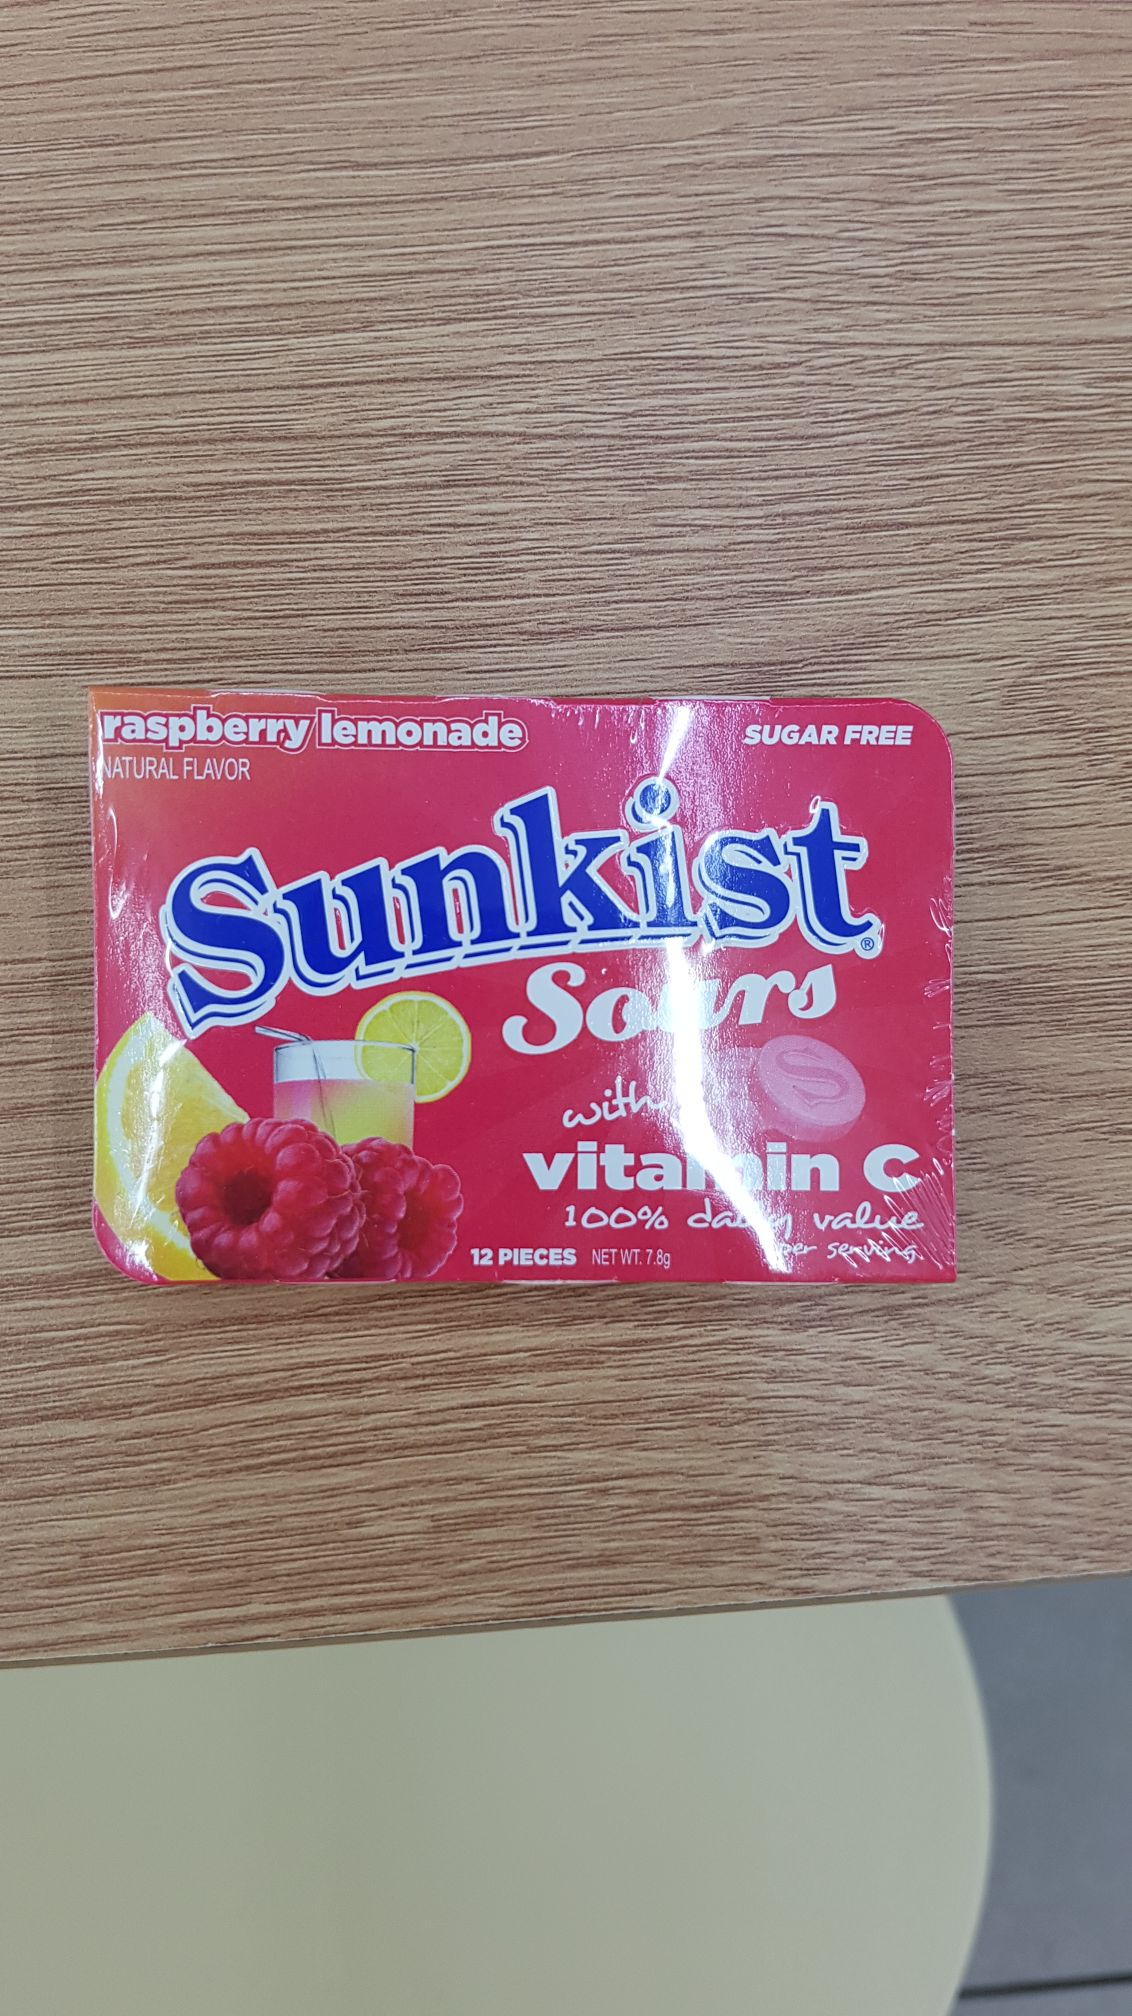 raspberry lemonade
SUGAR FREE
NATURAL FLAVOR
Sunkist®
Sours
S
with
vitamin C
100% daily value
per serving.
12 PIECES NET WT. 7.8g